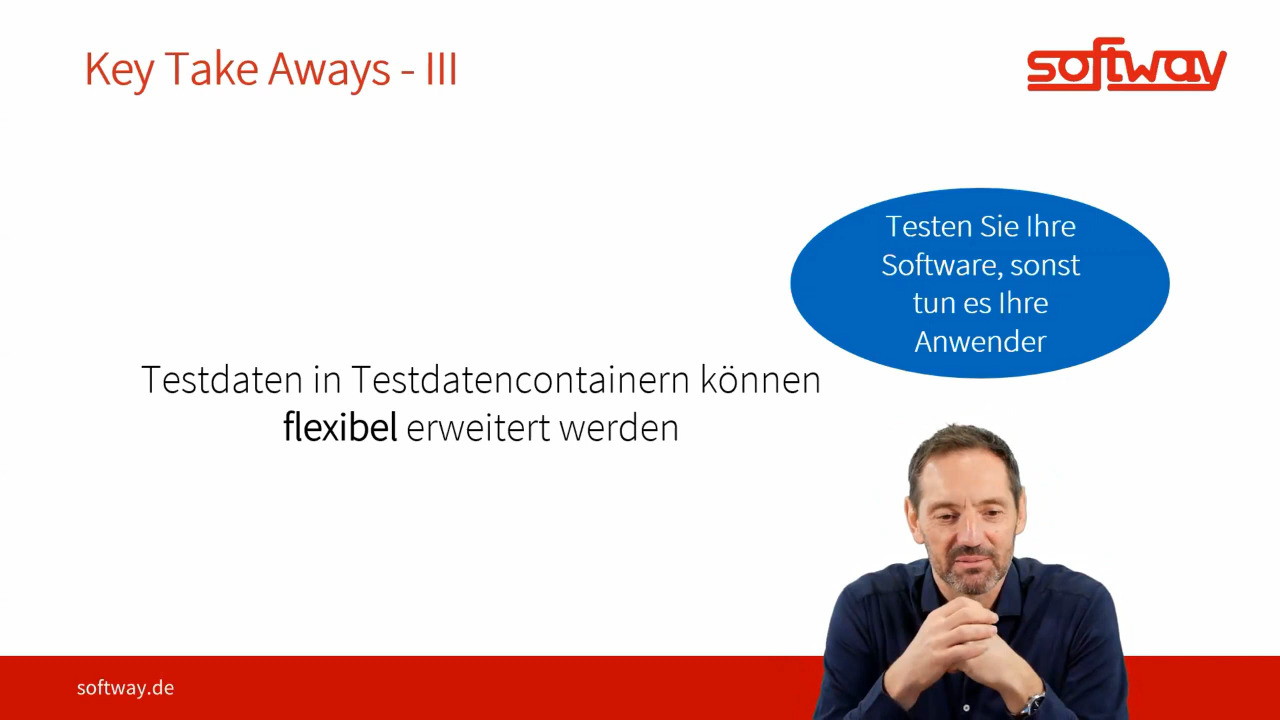 Key Take Aways - III
softway
Testen Sie Ihre
Software, sonst
tun es Ihre
Anwender
Testdaten in Testdatencontainern können
flexibel erweitert werden
softway.de